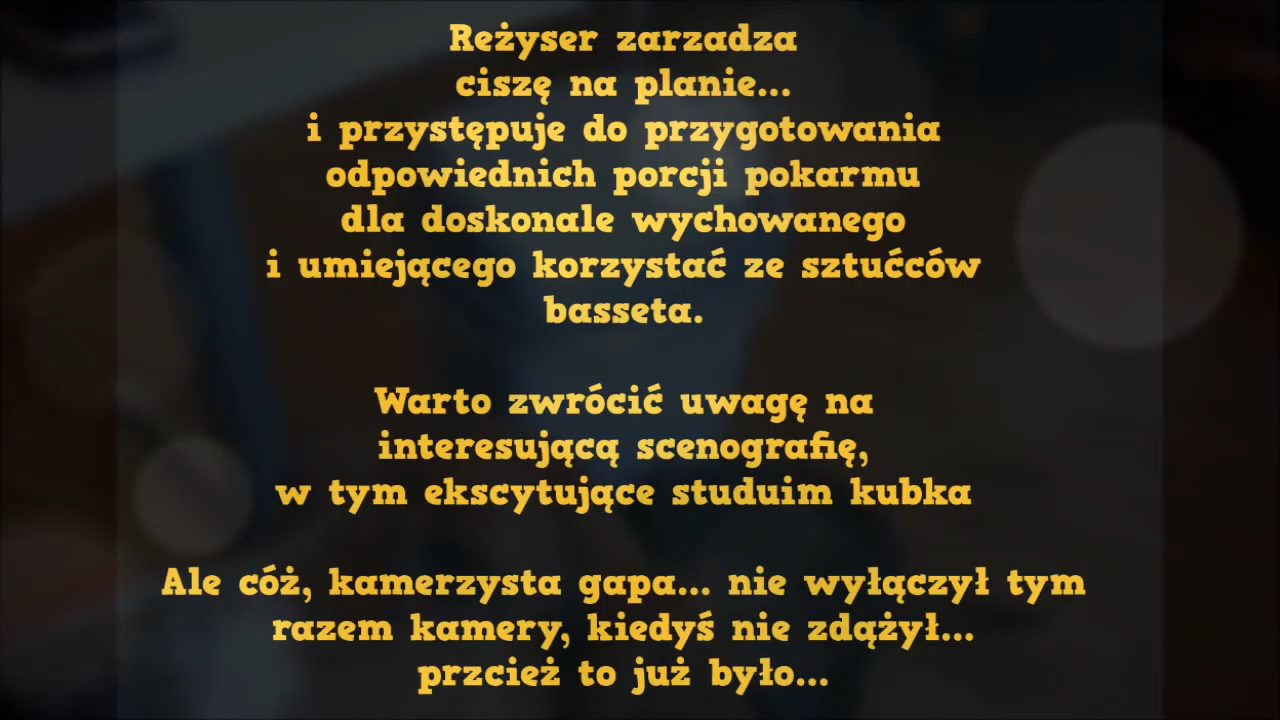 Reżyser zarzadza
ciszę na planie...
i przystępuje do przygotowania
odpowiednich porcji pokarmu
dla doskonale wychowanego
i umiejącego korzystać ze sztućców
basseta.
Warto zwrócić uwagę na
interesującą scenografię,
w tym ekscytujące studuim kubka
Ale cóż, kamerzysta gapa... nie wyłączył tym
razem kamery, kiedyś nie zdążył...
przcież to już było...